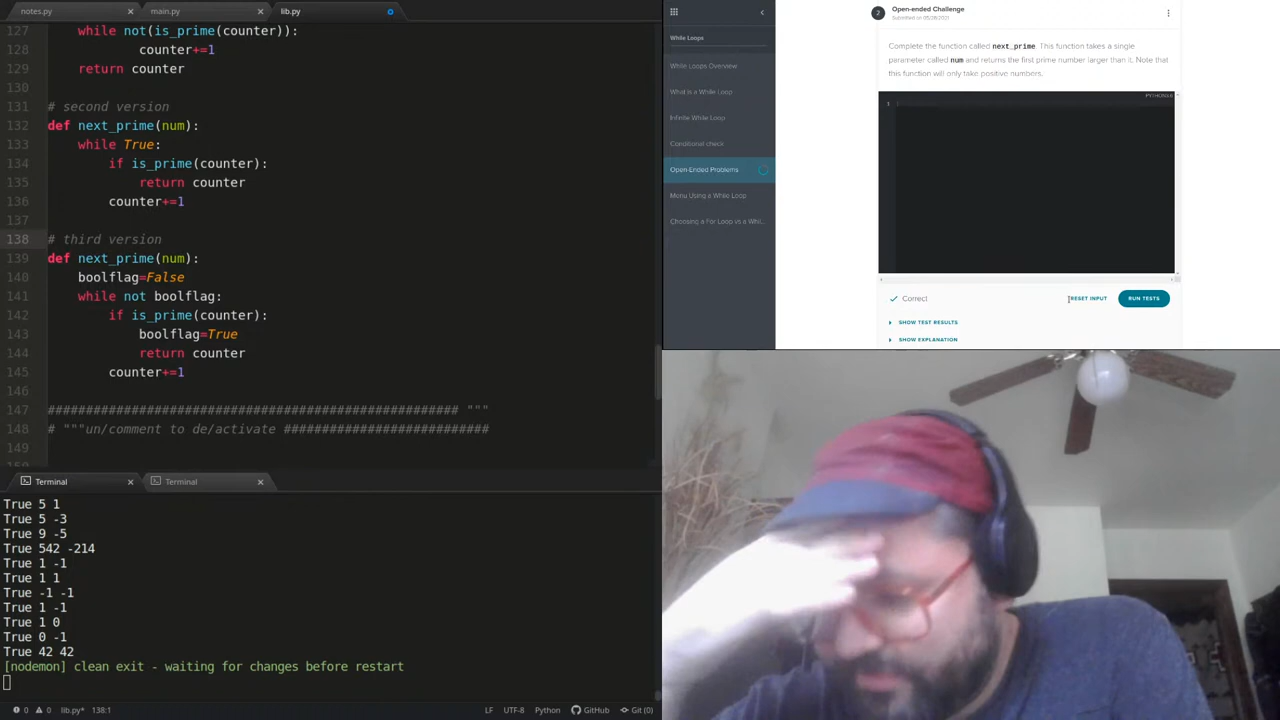 notes.py
main.py
lib.py
127 while not(is_prime(counter)):
128 counter+=1
129 return counter
130
131 # second version
132 def next_prime(num):
133 while True:
134 if is_prime(counter):
135 return counter
136 counter+=1
137
138 # third version
139 def next_prime(num):
140 boolflag=False
141 while not boolflag:
142 if is_prime(counter):
143 boolflag=True
144 return counter
145 counter+=1
146
147 ###################################################### """
148 # """un/comment to de/activate ###########################
149
Terminal
Terminal
True 5 1
True 5 -3
True 9 -5
True 542 -214
True 1 -1
True 1 1
True -1 -1
True 1 -1
True 1 0
True 0 -1
True 42 42
[nodemon] clean exit - waiting for changes before restart
0 0 lib.py* 138:1 LF UTF-8 Python GitHub Git (0)
While Loops
While Loops Overview
What is a While Loop
Infinite While Loop
Conditional check
Open-Ended Problems
Menu Using a While Loop
Choosing a For Loop vs a Whil...
2 Open-ended Challenge
Submitted on 05/26/2021
Complete the function called next_prime. This function takes a single
parameter called num and returns the first prime number larger than it. Note that
this function will only take positive numbers.
1
Correct
RESET INPUT
RUN TESTS
SHOW TEST RESULTS
SHOW EXPLANATION